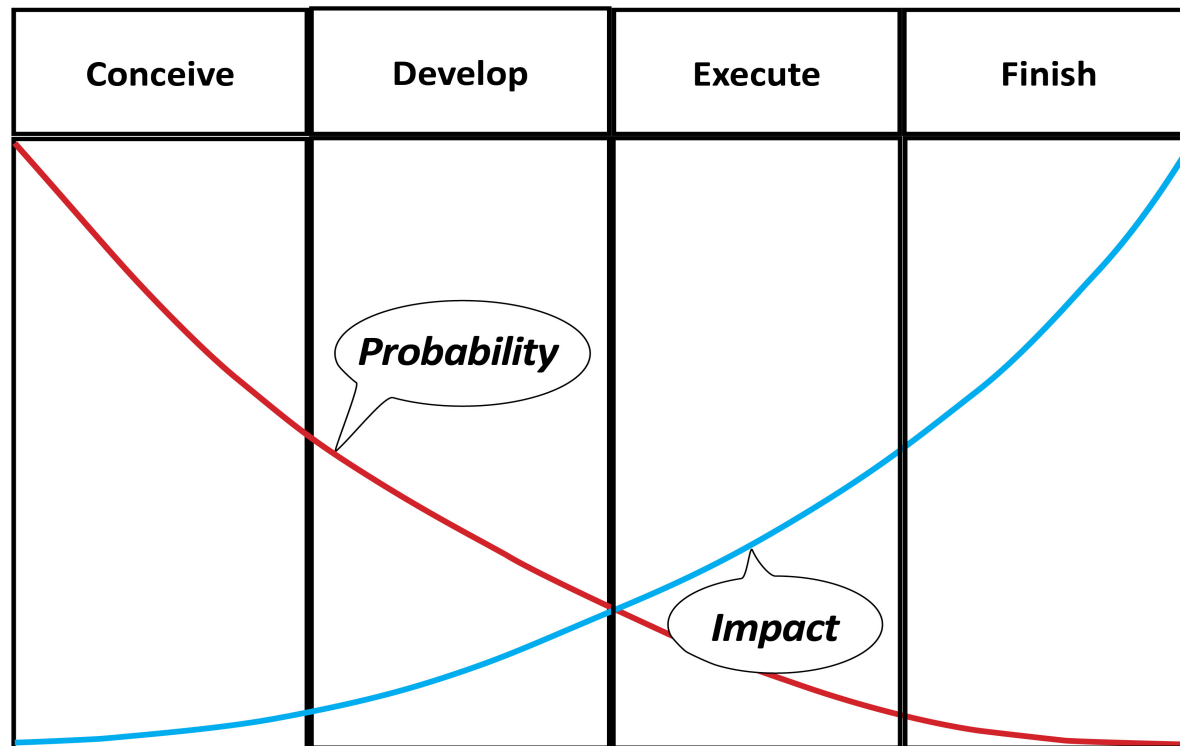 Conceive
Develop
Execute
Finish
Probability
Impact